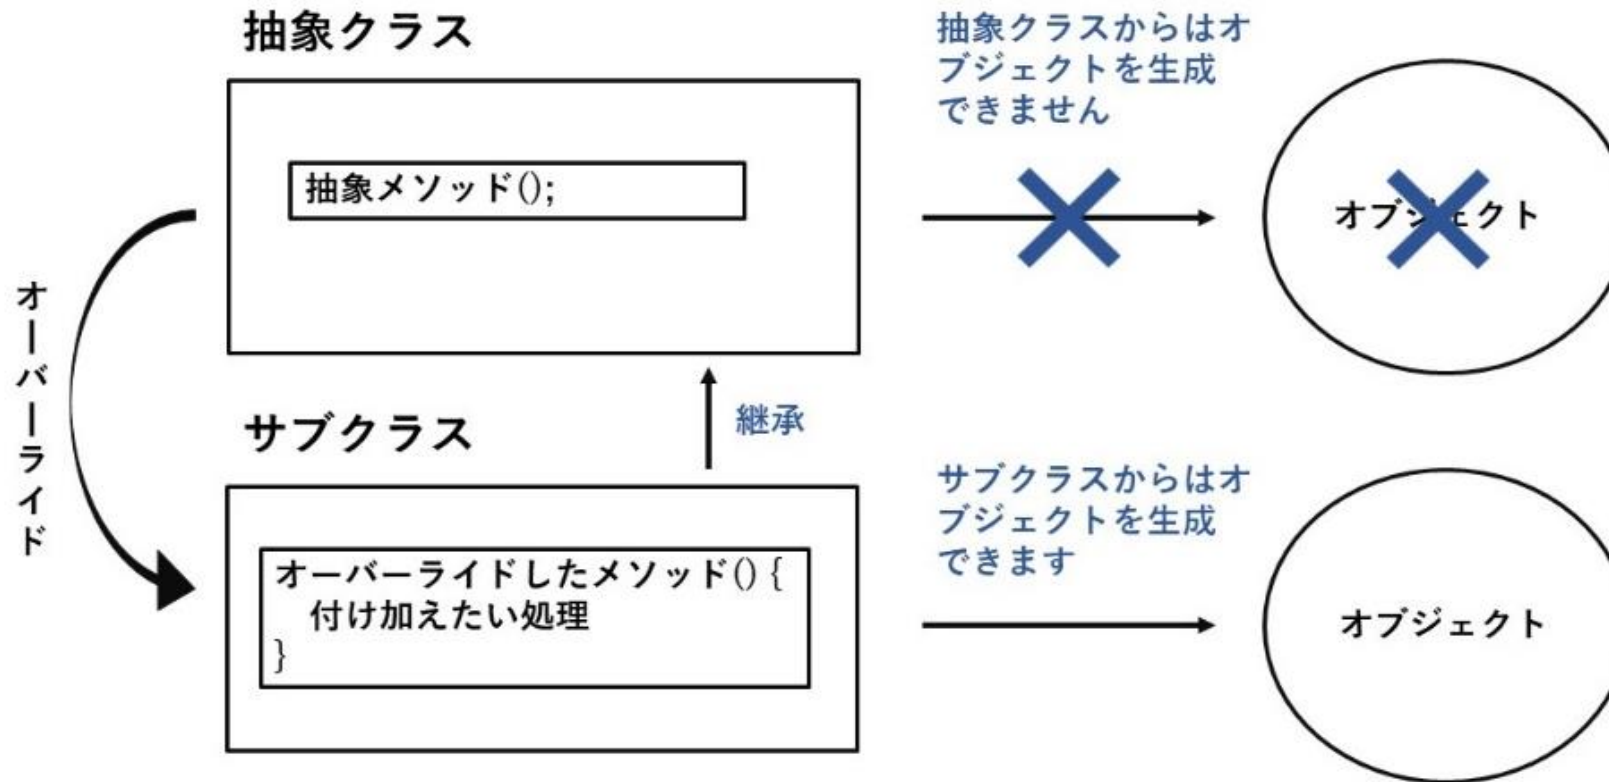 抽象クラス
抽象クラスからはオ
ブジェクトを生成
できません
抽象メソッド();
オブジェクト
オーバーライド
サブクラス
継承
サブクラスからはオ
ブジェクトを生成
できます
オーバーライドしたメソッド() {
付け加えたい処理
}
オブジェクト